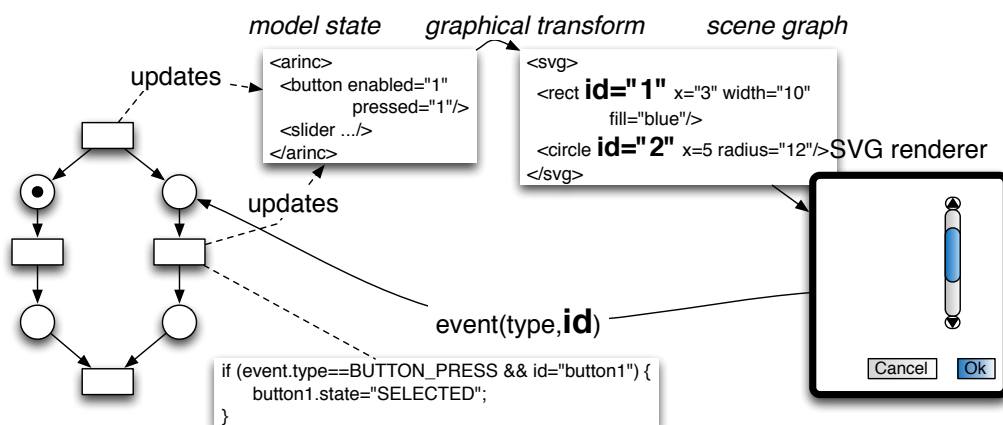 model state
graphical transform
scene graph
updates
<arinc>
<button enabled="1"
pressed="1"/>
<slider .../>
</arinc>
<svg>
<rect id="1" x="3" width="10"
fill="blue"/>
<circle id="2" x=5 radius="12"/>
</svg>
SVG renderer
updates
event(type,id)
Cancel
Ok
if (event.type==BUTTON_PRESS && id="button1") {
button1.state="SELECTED";
}